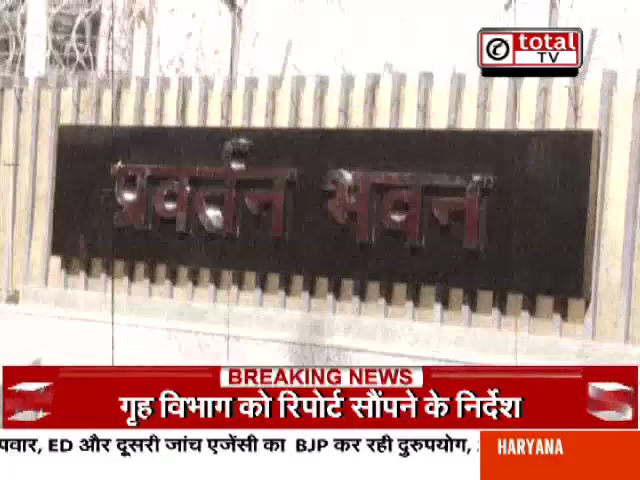 total
TV
प्रवर्तन भवन
BREAKING NEWS
गृह विभाग को रिपोर्ट सौंपने के निर्देश
पवार, ED और दूसरी जांच एजेंसी का BJP कर रही दुरुपयोग,
HARYANA